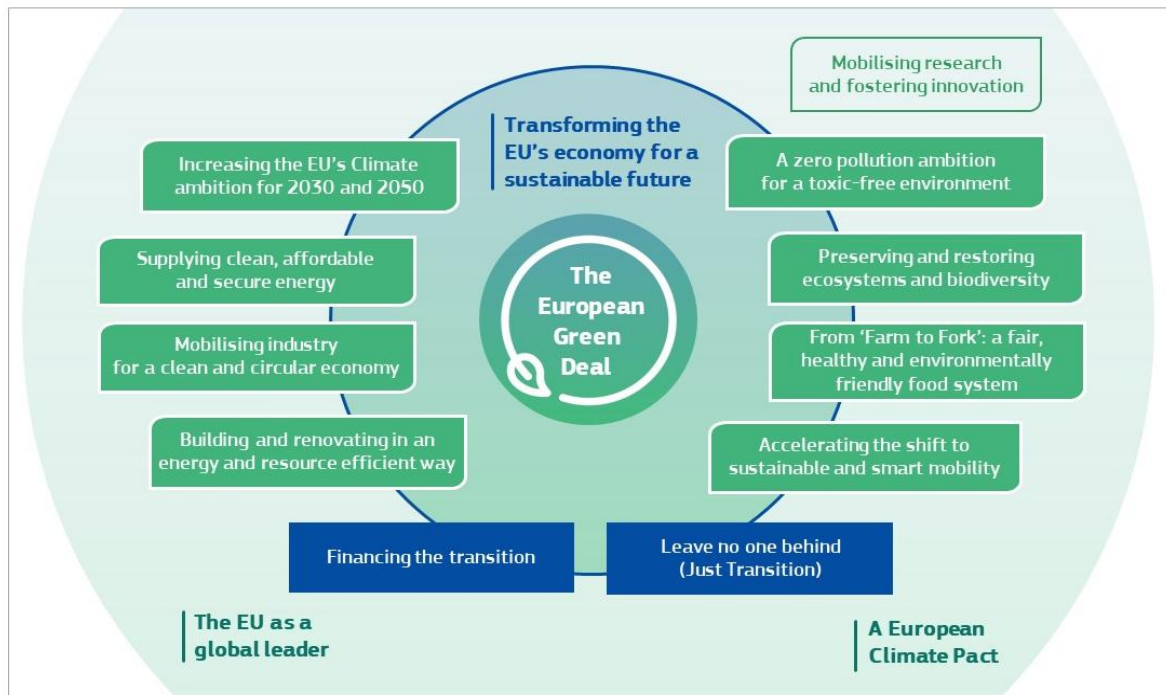 Mobilising research
and fostering innovation
Transforming the
EU's economy for a
sustainable future
Increasing the EU's Climate
ambition for 2030 and 2050
A zero pollution ambition
for a toxic-free environment
Supplying clean, affordable
and secure energy
Preserving and restoring
ecosystems and biodiversity
The
European
Green
Deal
Mobilising industry
for a clean and circular economy
From ‘Farm to Fork’: a fair,
healthy and environmentally
friendly food system
Building and renovating in an
energy and resource efficient way
Accelerating the shift to
sustainable and smart mobility
Financing the transition
Leave no one behind
(Just Transition)
The EU as a
global leader
A European
Climate Pact